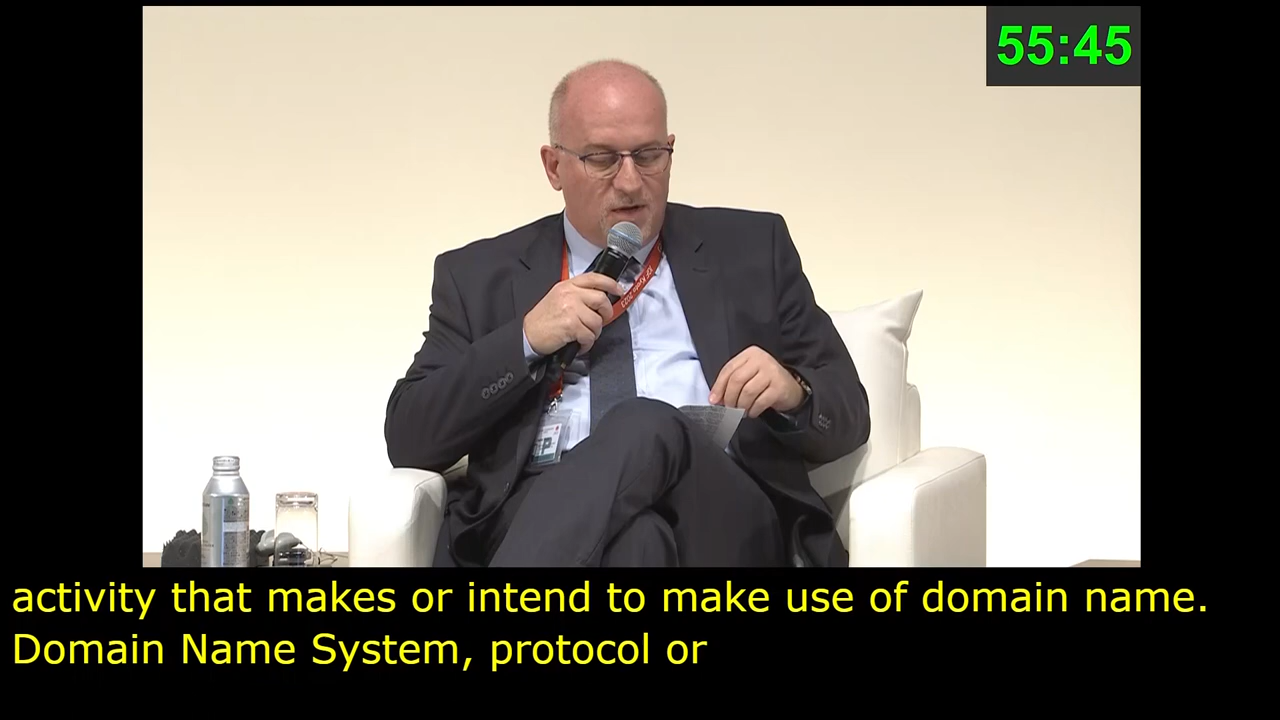 55:45
activity that makes or intend to make use of domain name.
Domain Name System, protocol or